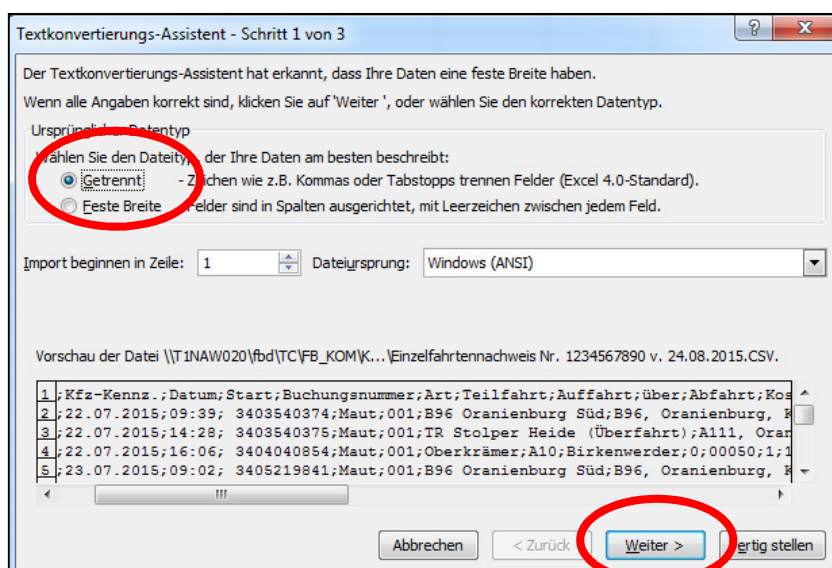 Textkonvertierungs-Assistent - Schritt 1 von 3
Der Textkonvertierungs-Assistent hat erkannt, dass Ihre Daten eine feste Breite haben.
Wenn alle Angaben korrekt sind, klicken Sie auf 'Weiter ', oder wählen Sie den korrekten Datentyp.
Ursprünglicher Datentyp
Wählen Sie den Dateityp, der Ihre Daten am besten beschreibt:
Getrennt - Zeichen wie z.B. Kommas oder Tabstopps trennen Felder (Excel 4.0-Standard).
Feste Breite - Felder sind in Spalten ausgerichtet, mit Leerzeichen zwischen jedem Feld.
Import beginnen in Zeile: 1 Dateiursprung: Windows (ANSI)
Vorschau der Datei \\T1NAW020\fbd\TC\FB_KOM\K...\Einzelfahrtennachweis Nr. 1234567890 v. 24.08.2015.CSV.
1 ;Kfz-Kennz.;Datum;Start;Buchungsnummer;Art;Teilfahrt;Auffahrt;über;Abfahrt;Kos
2 ;22.07.2015;09:39; 3403540374;Maut;001;B96 Oranienburg Süd;B96, Oranienburg, K
3 ;22.07.2015;14:28; 3403540375;Maut;001;TR Stolper Heide (Überfahrt);A111, Oran
4 ;22.07.2015;16:06; 3404040854;Maut;001;Oberkrämer;A10;Birkenwerder;0;00050;1;1
5 ;23.07.2015;09:02; 3405219841;Maut;001;B96 Oranienburg Süd;B96, Oranienburg, K
Abbrechen < Zurück Weiter > Fertig stellen